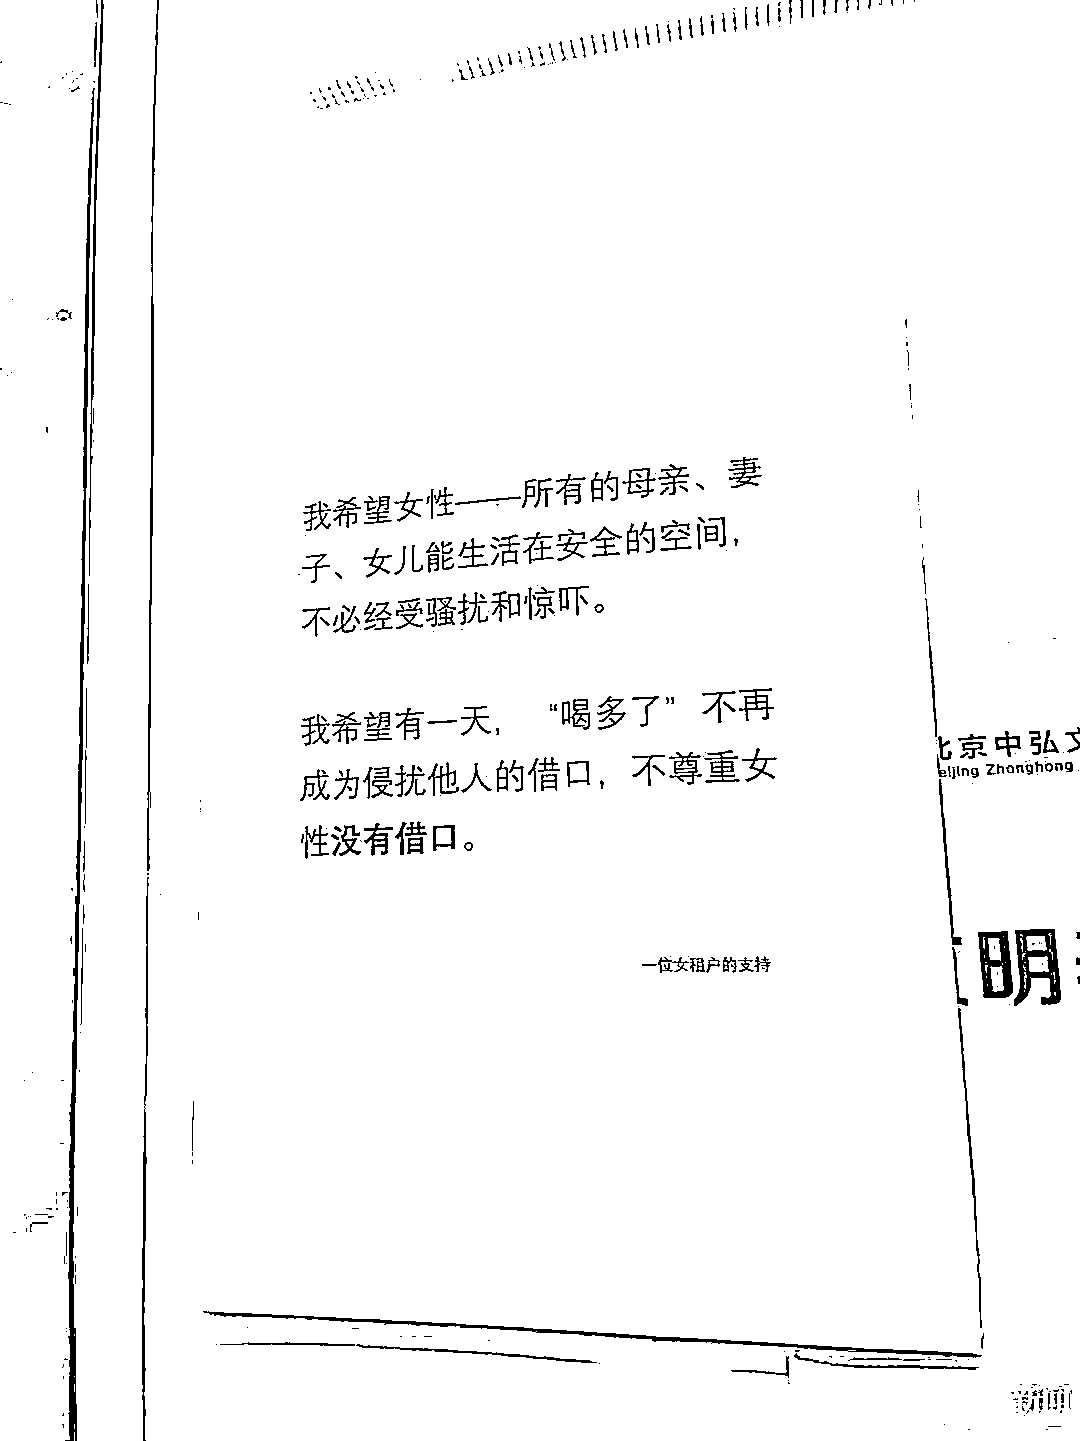 我希望女性——所有的母亲、妻
子、女儿能生活在安全的空间，
不必经受骚扰和惊吓。
我希望有一天，“喝多了”不再
成为侵扰他人的借口，不尊重女
性没有借口。
一位女租户的支持
北京中弘文
eijing Zhonghong
明
新闻